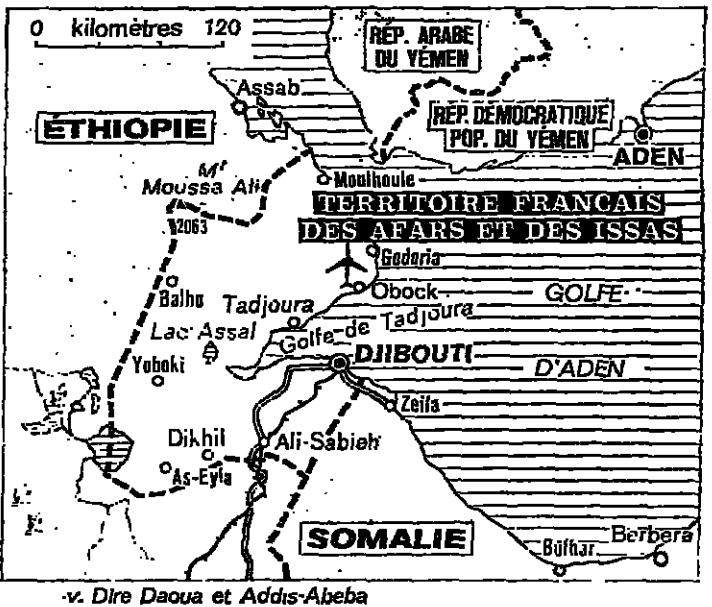 0 kilomètres 120
RÉP. ARABE
DU YÉMEN
Assab
ÉTHIOPIE
RÉP. DÉMOCRATIQUE
POP. DU YÉMEN
ADEN
Mt
Moussa Ali
2063
Moulhoule
TERRITOIRE FRANÇAIS
DES AFARS ET DES ISSAS
Godoria
Obock
GOLFE
Balho
Tadjoura
Golfe-de Tadjoura
Lac Assal
DJIBOUTI
D'ADEN
Yoboki
Zeila
Dikhil
Ali-Sabieh
As-Eyla
SOMALIE
Bulhar
Berbera
v. Dire Daoua et Addis-Abeba